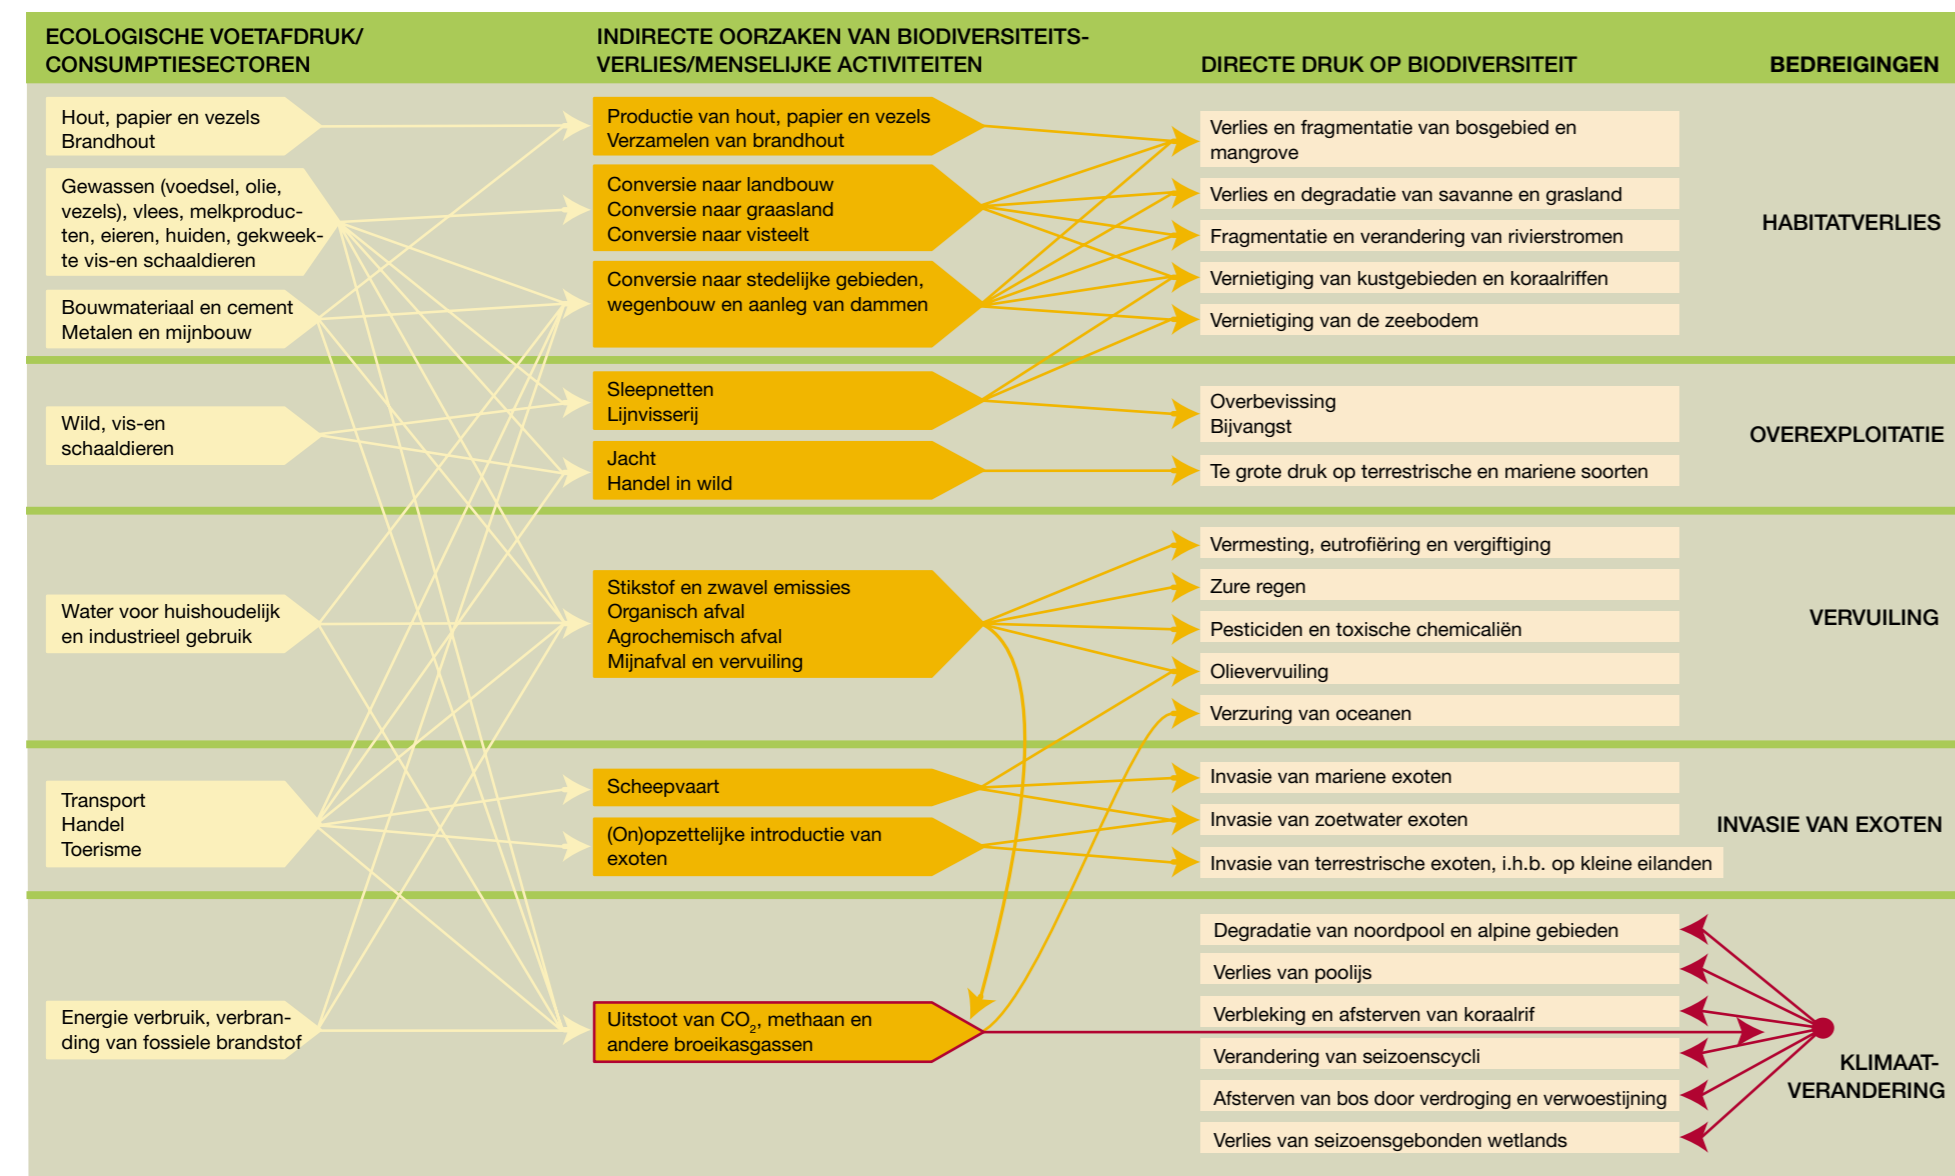 ECOLOGISCHE VOETAFDRUK/
CONSUMPTIESECTOREN
INDIRECTE OORZAKEN VAN BIODIVERSITEITS-
VERLIES/MENSELIJKE ACTIVITEITEN
DIRECTE DRUK OP BIODIVERSITEIT
BEDREIGINGEN
Hout, papier en vezels
Brandhout
Gewassen (voedsel, olie,
vezels), vlees, melkproduc-
ten, eieren, huiden, gekweek-
te vis-en schaaldieren
Bouwmateriaal en cement
Metalen en mijnbouw
Productie van hout, papier en vezels
Verzamelen van brandhout
Conversie naar landbouw
Conversie naar graasland
Conversie naar visteelt
Conversie naar stedelijke gebieden,
wegenbouw en aanleg van dammen
Verlies en fragmentatie van bosgebied en
mangrove
Verlies en degradatie van savanne en grasland
Fragmentatie en verandering van rivierstromen
Vernietiging van kustgebieden en koraalriffen
Vernietiging van de zeebodem
HABITATVERLIES
Wild, vis-en
schaaldieren
Sleepnetten
Lijnvisserij
Jacht
Handel in wild
Overbevissing
Bijvangst
Te grote druk op terrestrische en mariene soorten
OVEREXPLOITATIE
Water voor huishoudelijk
en industrieel gebruik
Stikstof en zwavel emissies
Organisch afval
Agrochemisch afval
Mijnafval en vervuiling
Vermesting, eutrofiëring en vergiftiging
Zure regen
Pesticiden en toxische chemicaliën
Olievervuiling
Verzuring van oceanen
VERVUILING
Transport
Handel
Toerisme
Scheepvaart
(On)opzettelijke introductie van
exoten
Invasie van mariene exoten
Invasie van zoetwater exoten
Invasie van terrestrische exoten, i.h.b. op kleine eilanden
INVASIE VAN EXOTEN
Energie verbruik, verbran-
ding van fossiele brandstof
Uitstoot van CO₂, methaan en
andere broeikasgassen
Degradatie van noordpool en alpine gebieden
Verlies van poolijs
Verbleking en afsterven van koraalrif
Verandering van seizoenscycli
Afsterven van bos door verdroging en verwoestijning
Verlies van seizoensgebonden wetlands
KLIMAAT-
VERANDERING